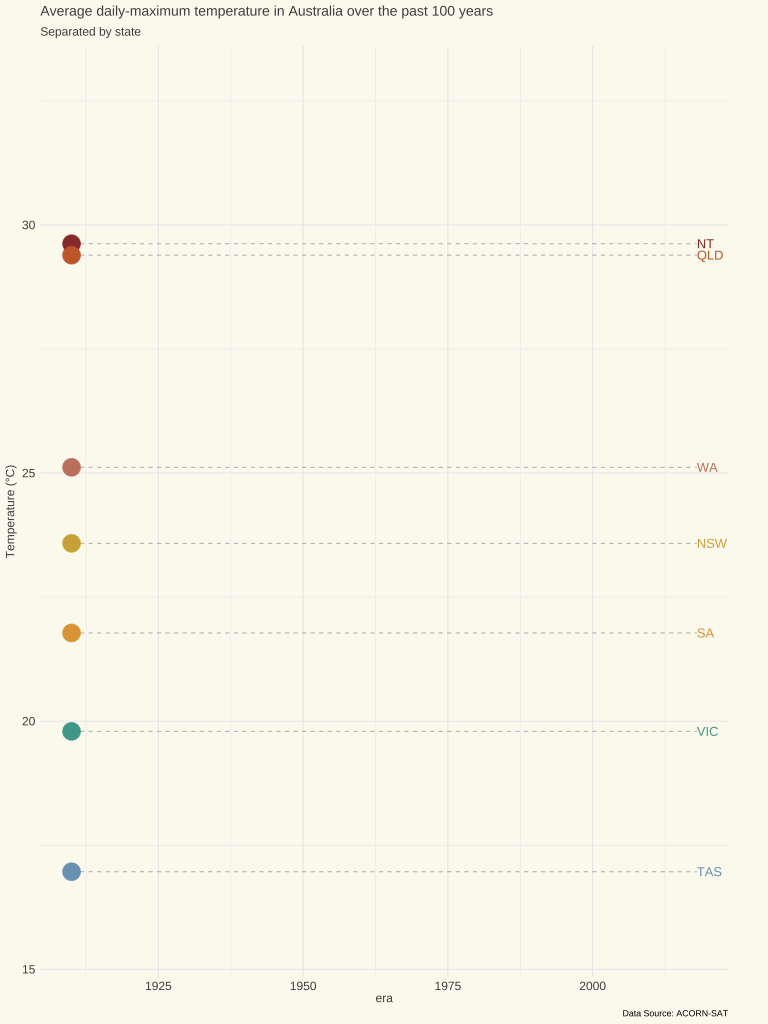 Average daily-maximum temperature in Australia over the past 100 years
Separated by state
30
NT
QLD
WA
25
Temperature (°C)
NSW
SA
20
VIC
TAS
15
1925 1950 1975 2000
era
Data Source: ACORN-SAT